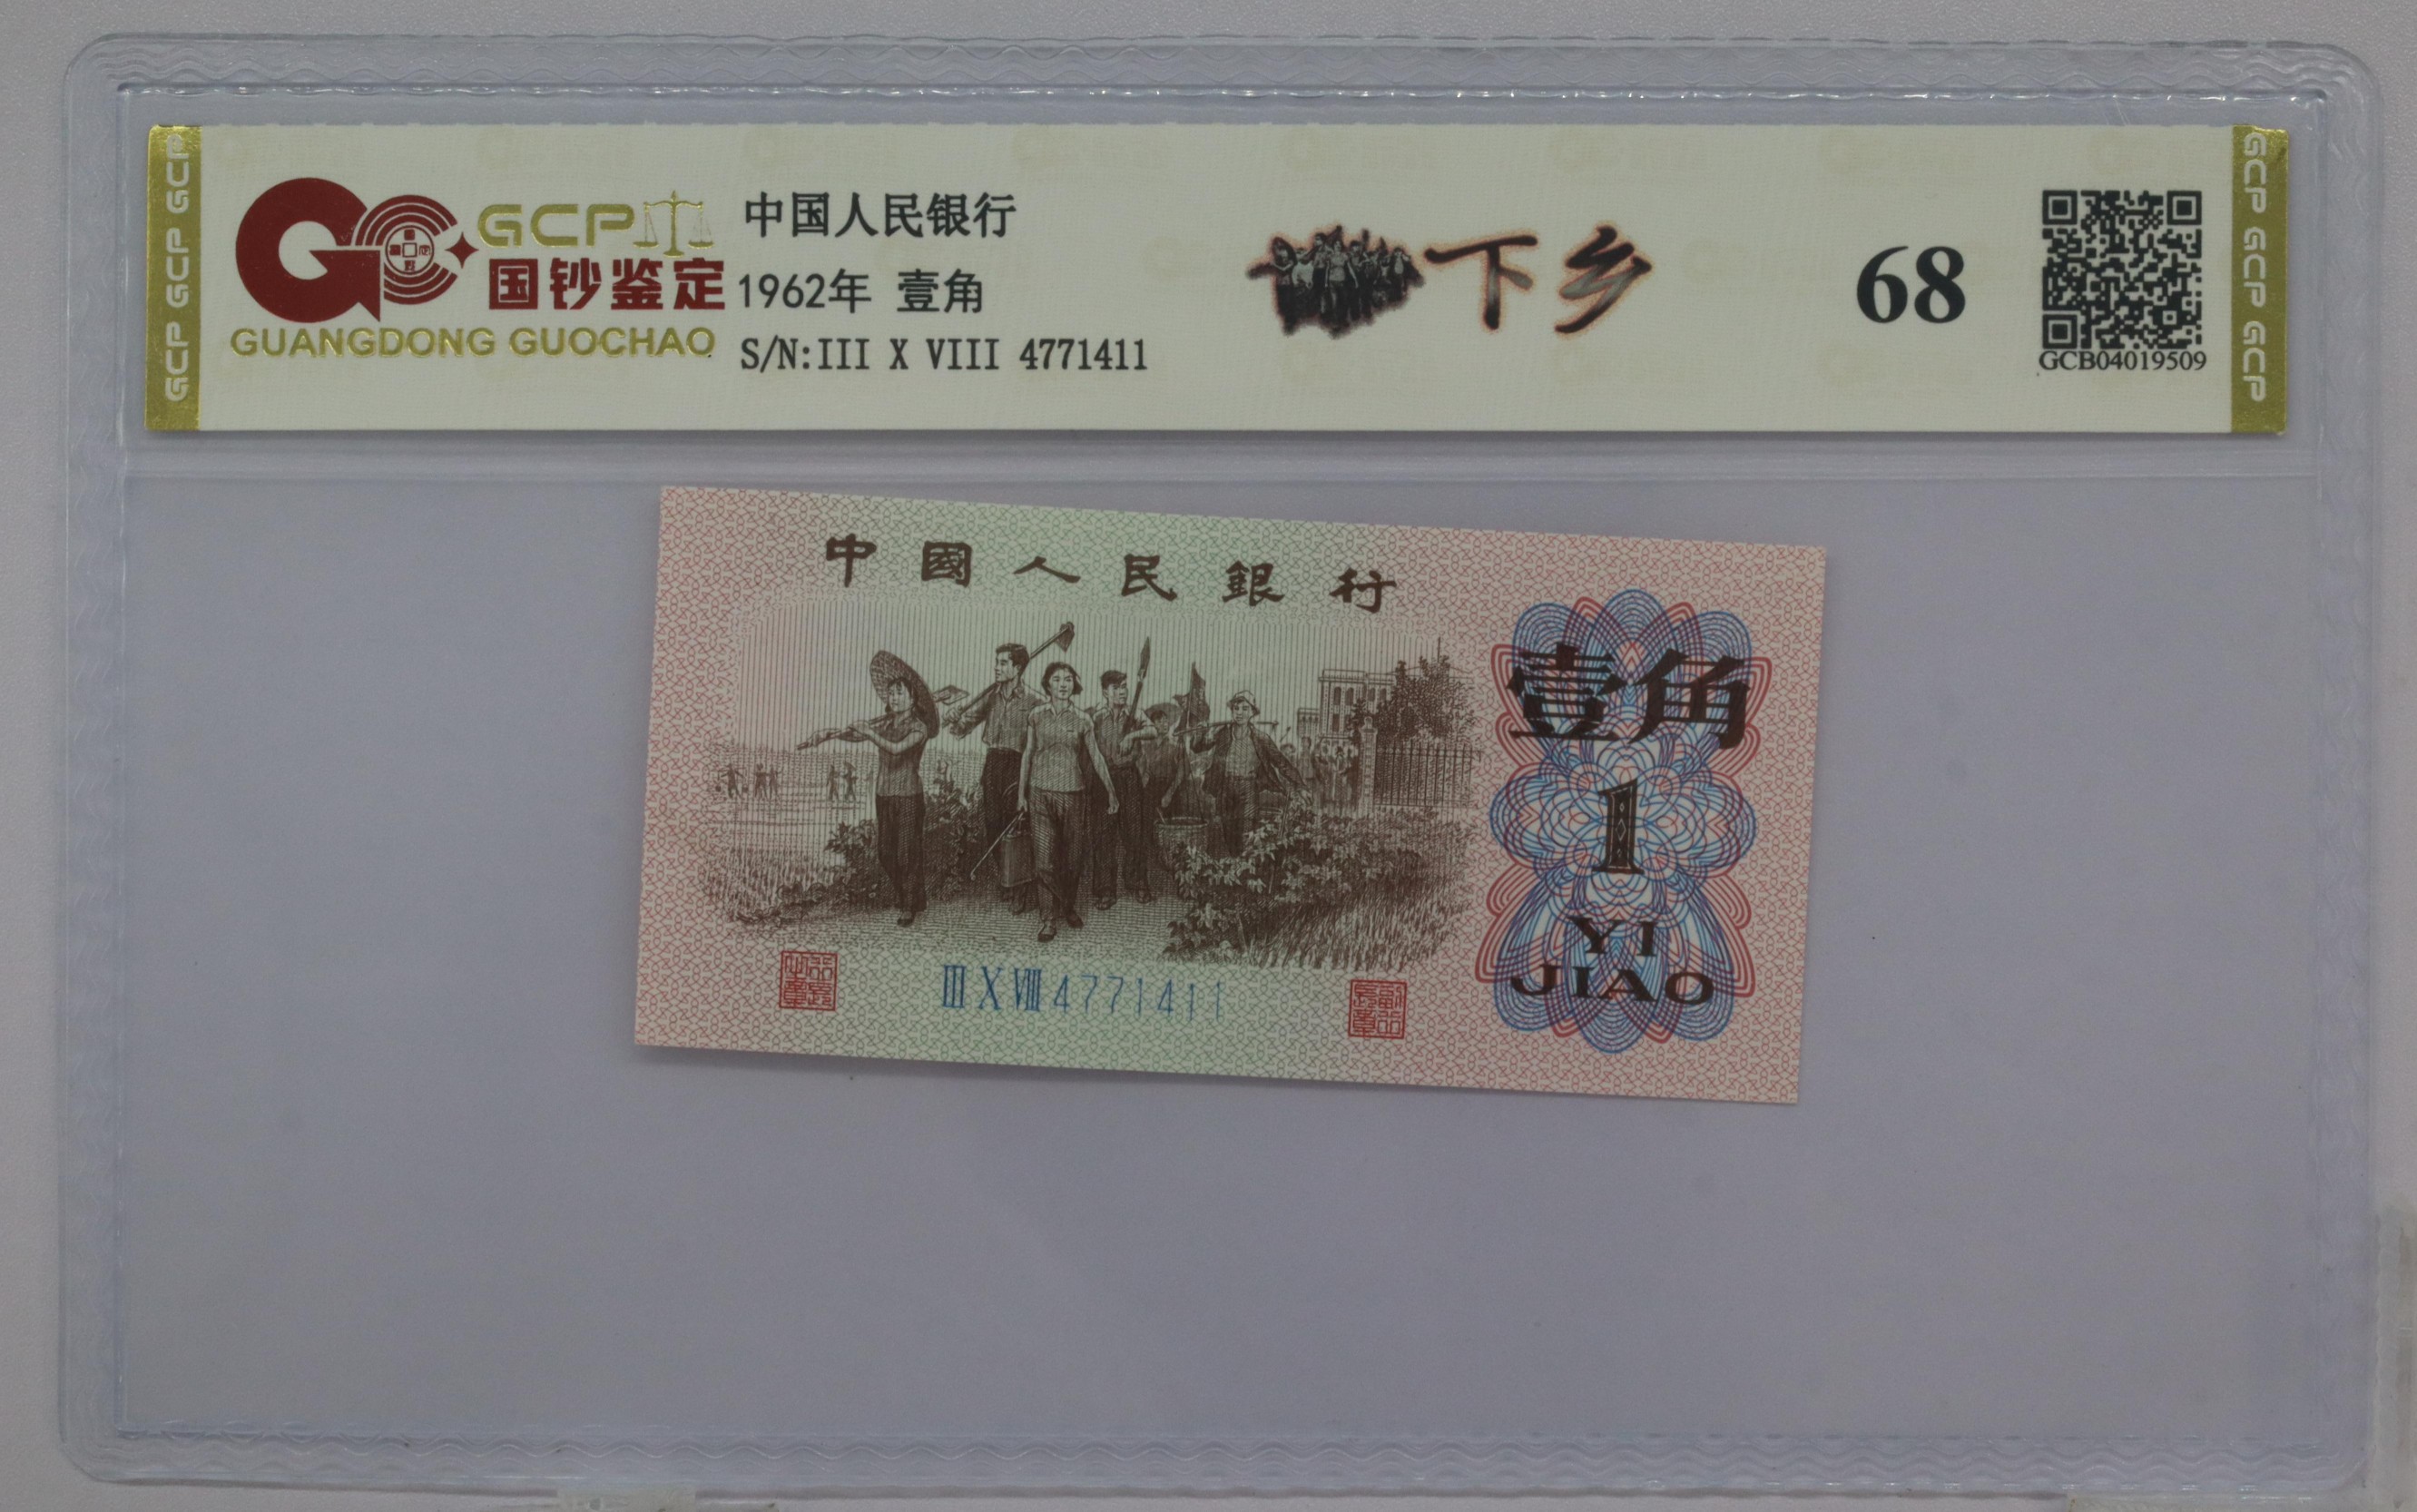 GCP GCP GCP
GCP
国钞鉴定
GUANGDONG GUOCHAO
中国人民银行
1962年 壹角
S/N:III X VIII 4771411
下乡
68
GCB04019509
GCP GCP GCP
中國人民銀行
壹角
1
YI
JIAO
III X VIII 4771411